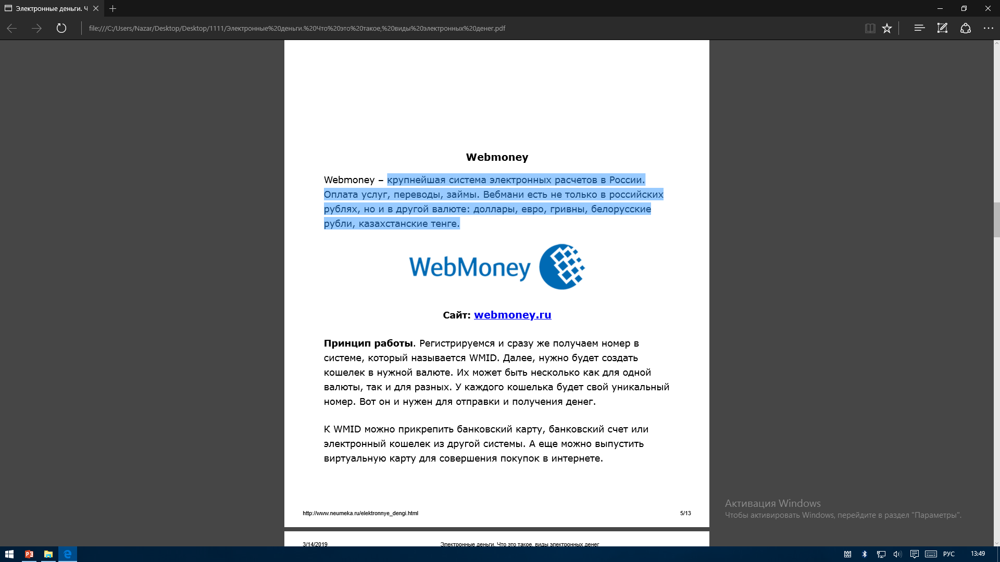 Электронные деньги. Ч
file:///C:/Users/Nazar/Desktop/Desktop/1111/Электронные%20деньги.%20Что%20это%20такое,%20виды%20электронных%20денег.pdf
Webmoney
Webmoney – крупнейшая система электронных расчетов в России.
Оплата услуг, переводы, займы. Вебмани есть не только в российских
рублях, но и в другой валюте: доллары, евро, гривны, белорусские
рубли, казахстанские тенге.
WebMoney
Сайт: webmoney.ru
Принцип работы. Регистрируемся и сразу же получаем номер в
системе, который называется WMID. Далее, нужно будет создать
кошелек в нужной валюте. Их может быть несколько как для одной
валюты, так и для разных. У каждого кошелька будет свой уникальный
номер. Вот он и нужен для отправки и получения денег.
К WMID можно прикрепить банковский карту, банковский счет или
электронный кошелек из другой системы. А еще можно выпустить
виртуальную карту для совершения покупок в интернете.
http://www.neumeka.ru/elektronnye_dengi.html 5/13
Активация Windows
Чтобы активировать Windows, перейдите в раздел "Параметры".
3/14/2019 Электронные деньги. Что это такое, виды электронных денег
РУС 13:49